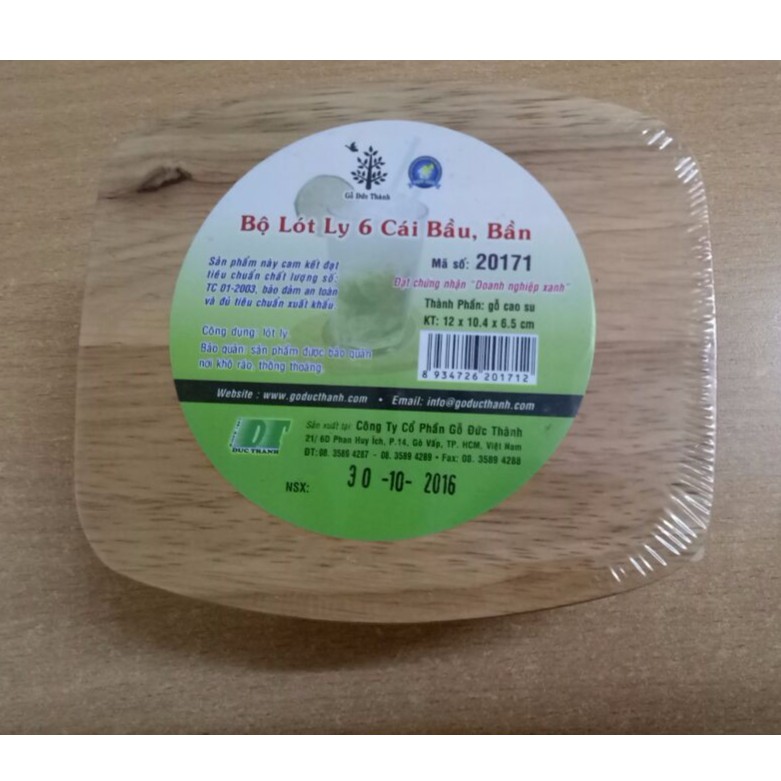 Gỗ Đức Thành
Bộ Lót Ly 6 Cái Bầu, Bần
Sản phẩm này cam kết đạt
tiêu chuẩn chất lượng số:
TC 01-2003, bảo đảm an toàn
và đủ tiêu chuẩn xuất khẩu.
Công dụng: lót ly.
Bảo quản: sản phẩm được bảo quản
nơi khô ráo, thông thoáng.
Mã số: 20171
Đạt chứng nhận "Doanh nghiệp xanh"
Thành Phần: gỗ cao su
KT: 12 x 10.4 x 6.5 cm
8 934726 201712
Website : www.goducthanh.com • Email: info@goducthanh.com
DT
ĐỨC THÀNH
Sản xuất tại: Công Ty Cổ Phần Gỗ Đức Thành
21/ 6D Phan Huy Ích, P.14, Gò Vấp, TP. HCM, Việt Nam
ĐT: 08. 3589 4287 - 08. 3589 4289 • Fax: 08. 3589 4288
NSX: 30 -10- 2016